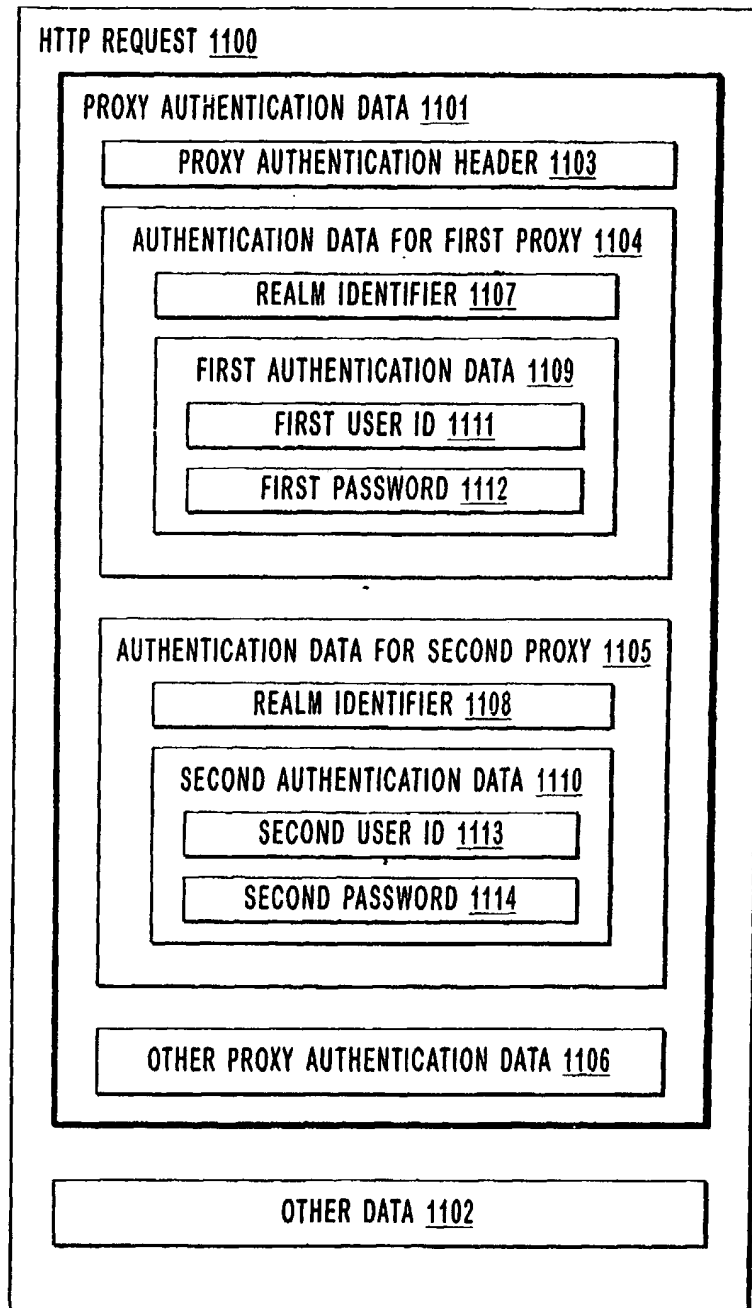 HTTP REQUEST 1100
PROXY AUTHENTICATION DATA 1101
PROXY AUTHENTICATION HEADER 1103
AUTHENTICATION DATA FOR FIRST PROXY 1104
REALM IDENTIFIER 1107
FIRST AUTHENTICATION DATA 1109
FIRST USER ID 1111
FIRST PASSWORD 1112
AUTHENTICATION DATA FOR SECOND PROXY 1105
REALM IDENTIFIER 1108
SECOND AUTHENTICATION DATA 1110
SECOND USER ID 1113
SECOND PASSWORD 1114
OTHER PROXY AUTHENTICATION DATA 1106
OTHER DATA 1102